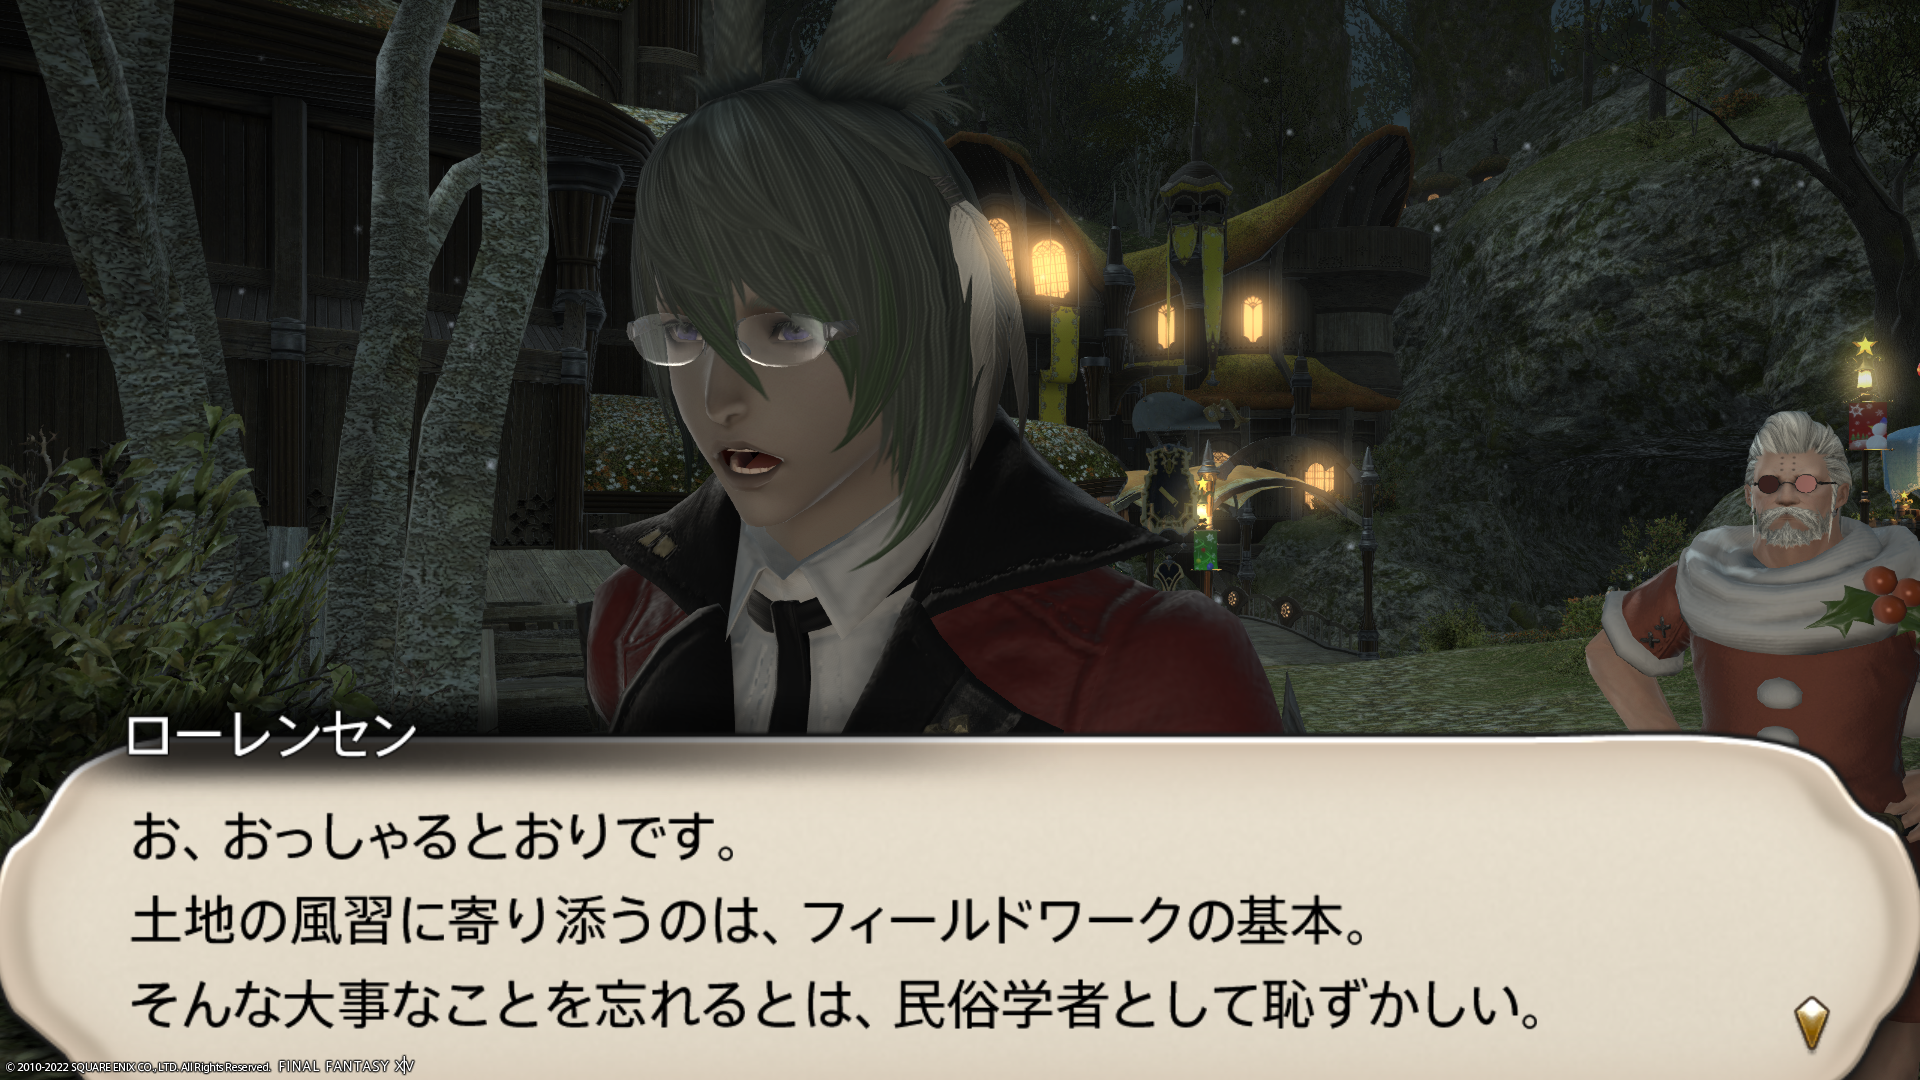 ローレンセン
お、おっしゃるとおりです。
土地の風習に寄り添うのは、フィールドワークの基本。
そんな大事なことを忘れるとは、民俗学者として恥ずかしい。
© 2010-2022 SQUARE ENIX CO., LTD. All Rights Reserved. FINAL FANTASY XIV